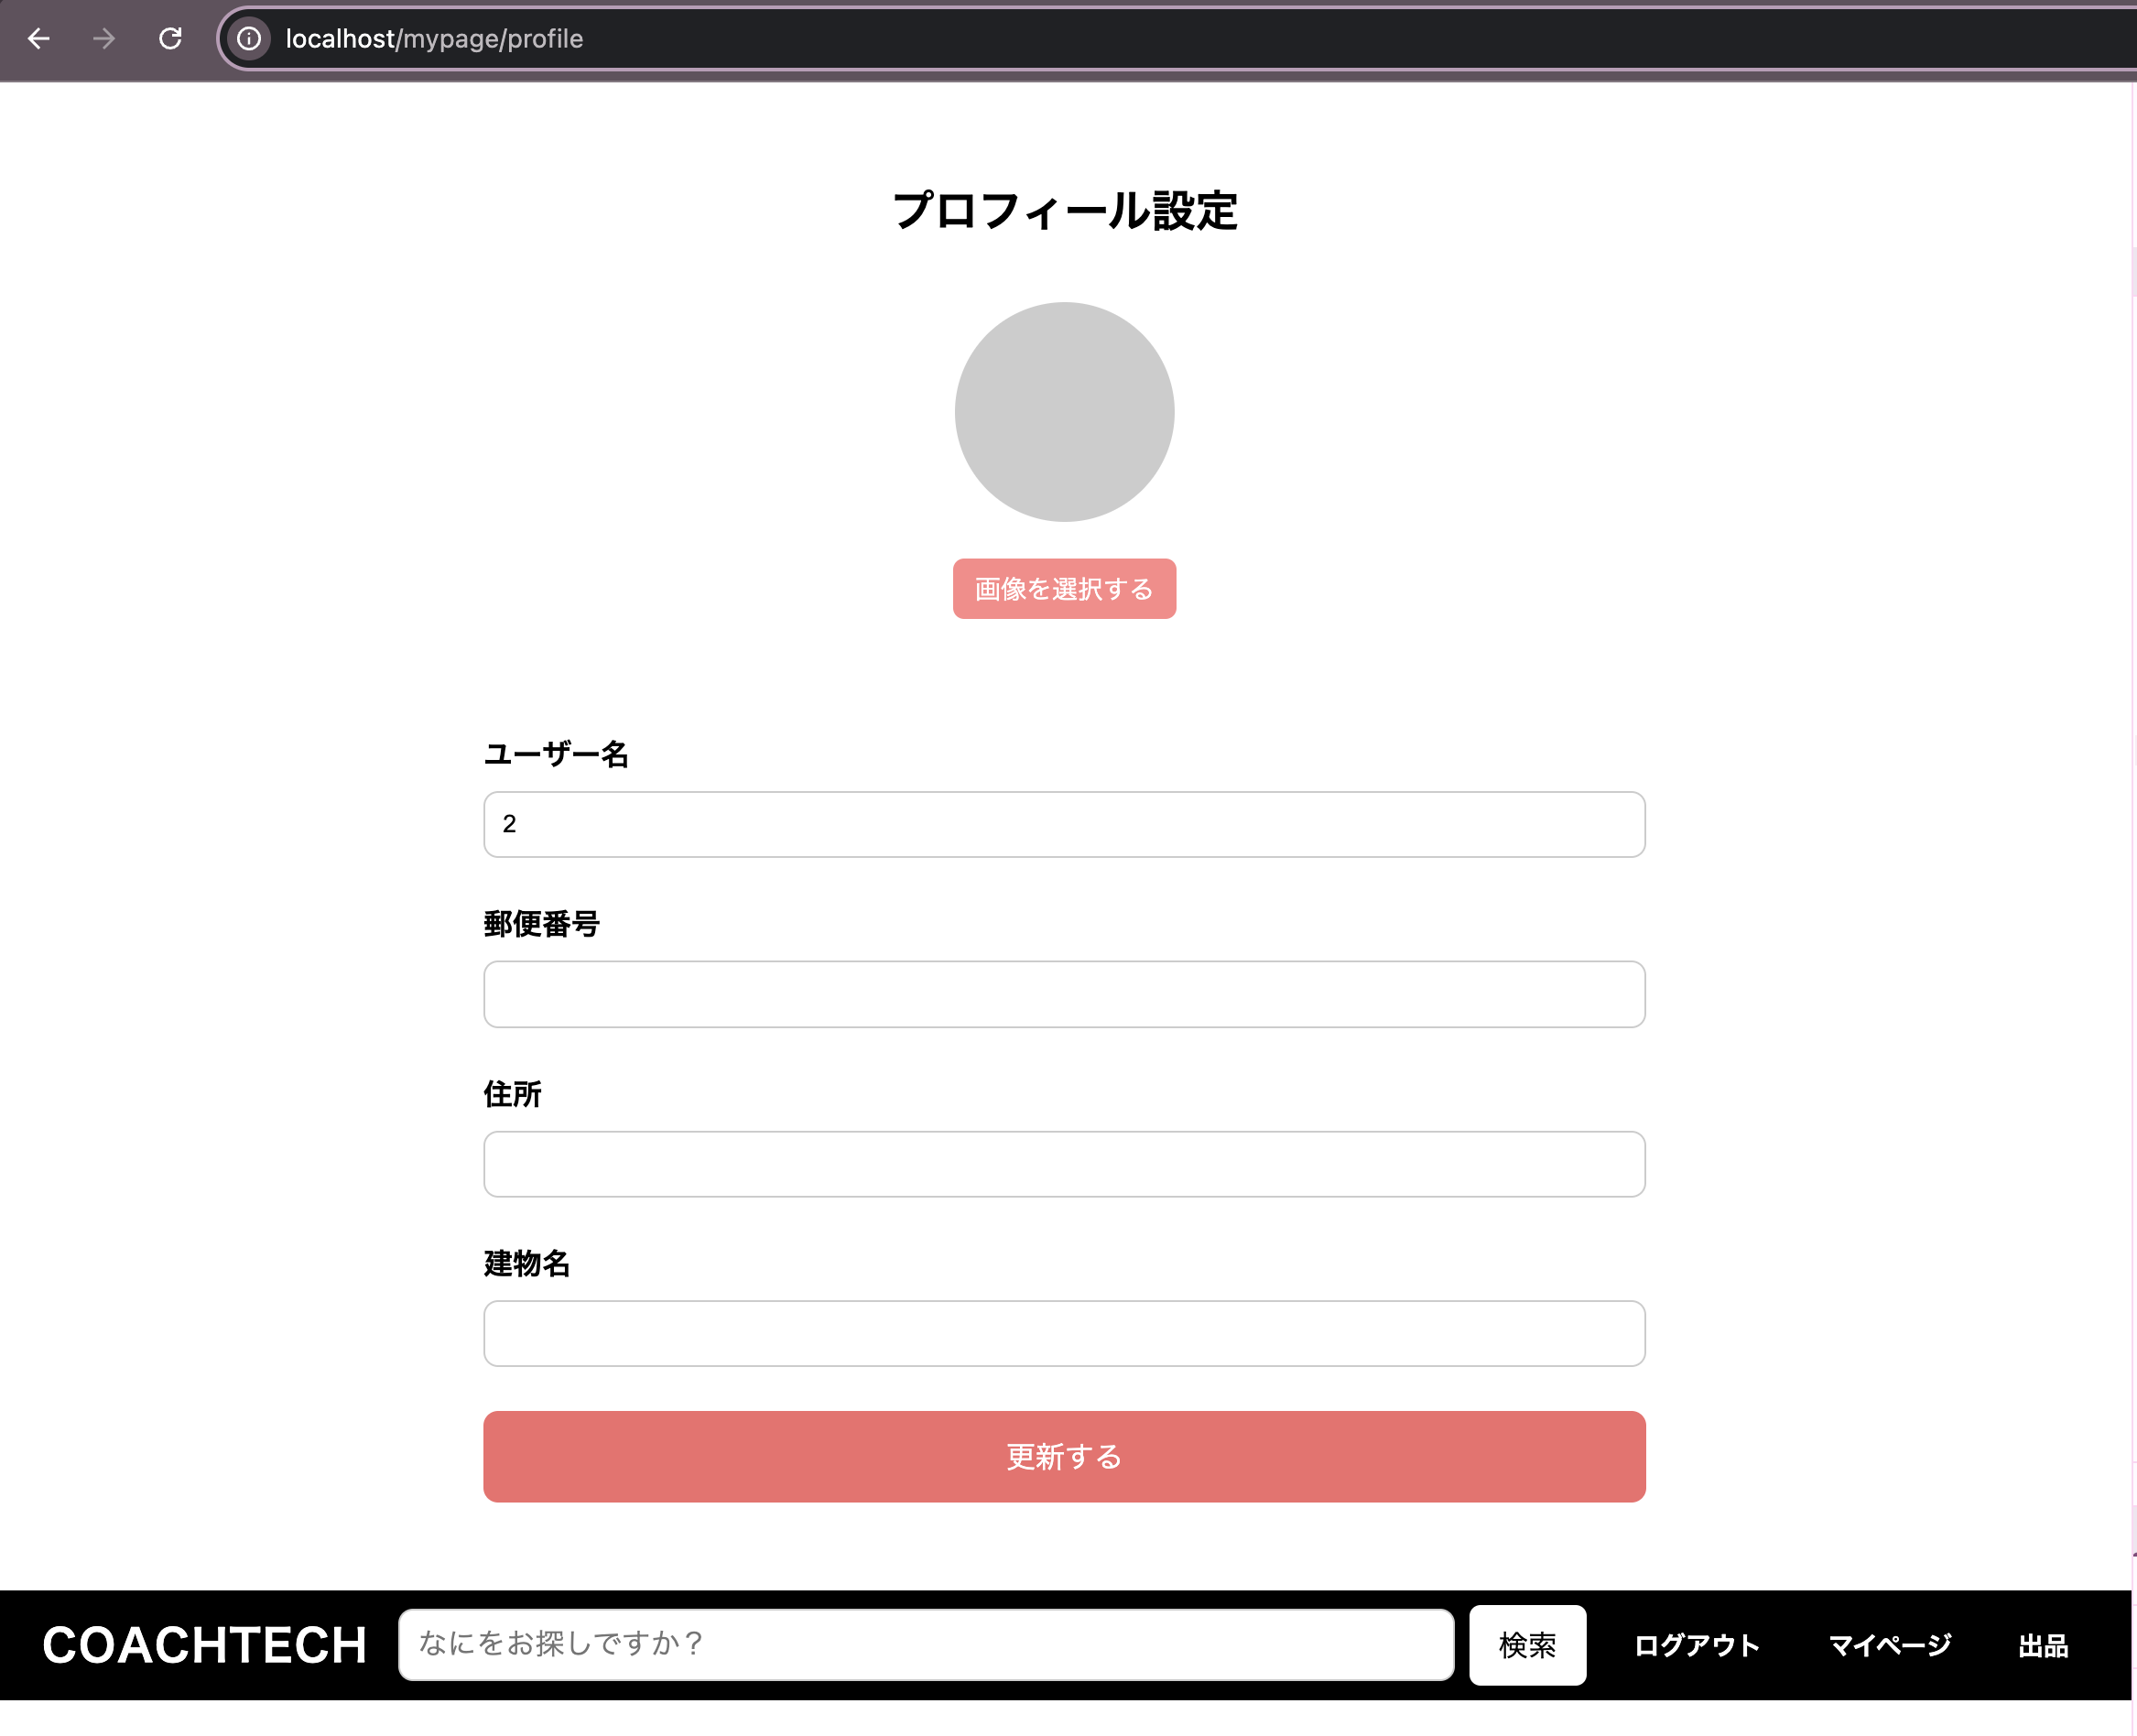 localhost/mypage/profile
プロフィール設定
画像を選択する
ユーザー名
2
郵便番号
住所
建物名
更新する
COACHTECH なにをお探しですか？ 検索 ログアウト マイページ 出品